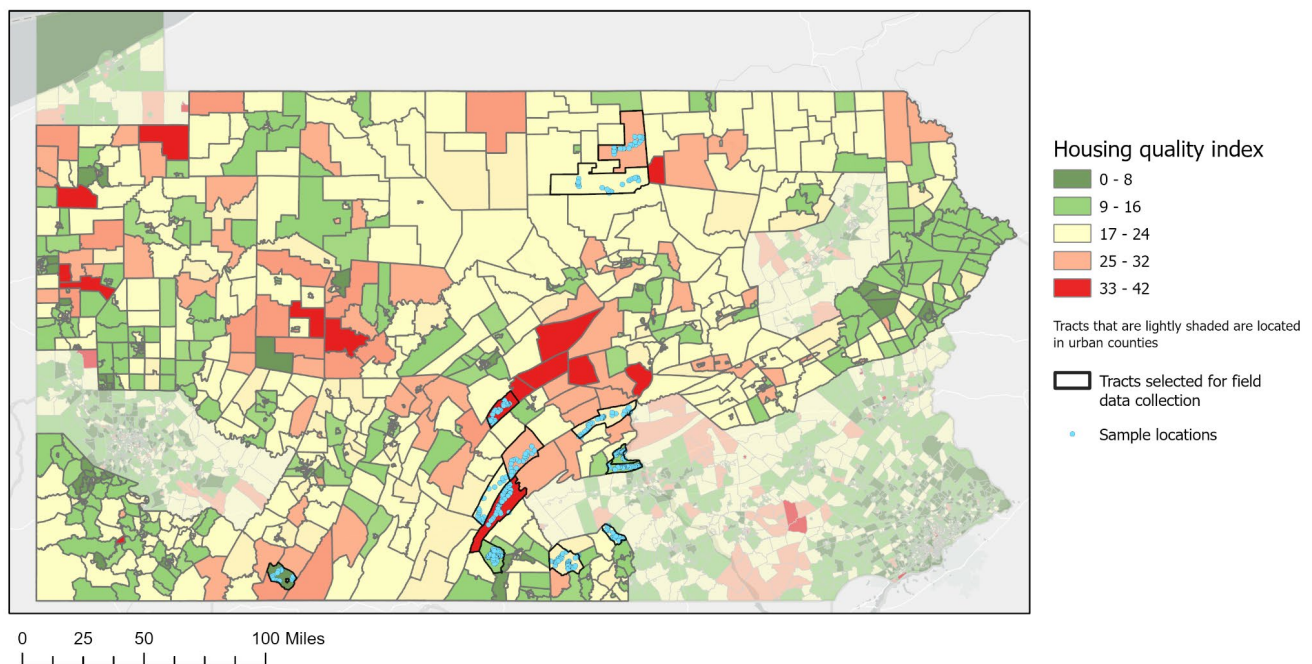 Housing quality index
0 - 8
9 - 16
17 - 24
25 - 32
33 - 42
Tracts that are lightly shaded are located
in urban counties
Tracts selected for field
data collection
Sample locations
0 25 50 100 Miles